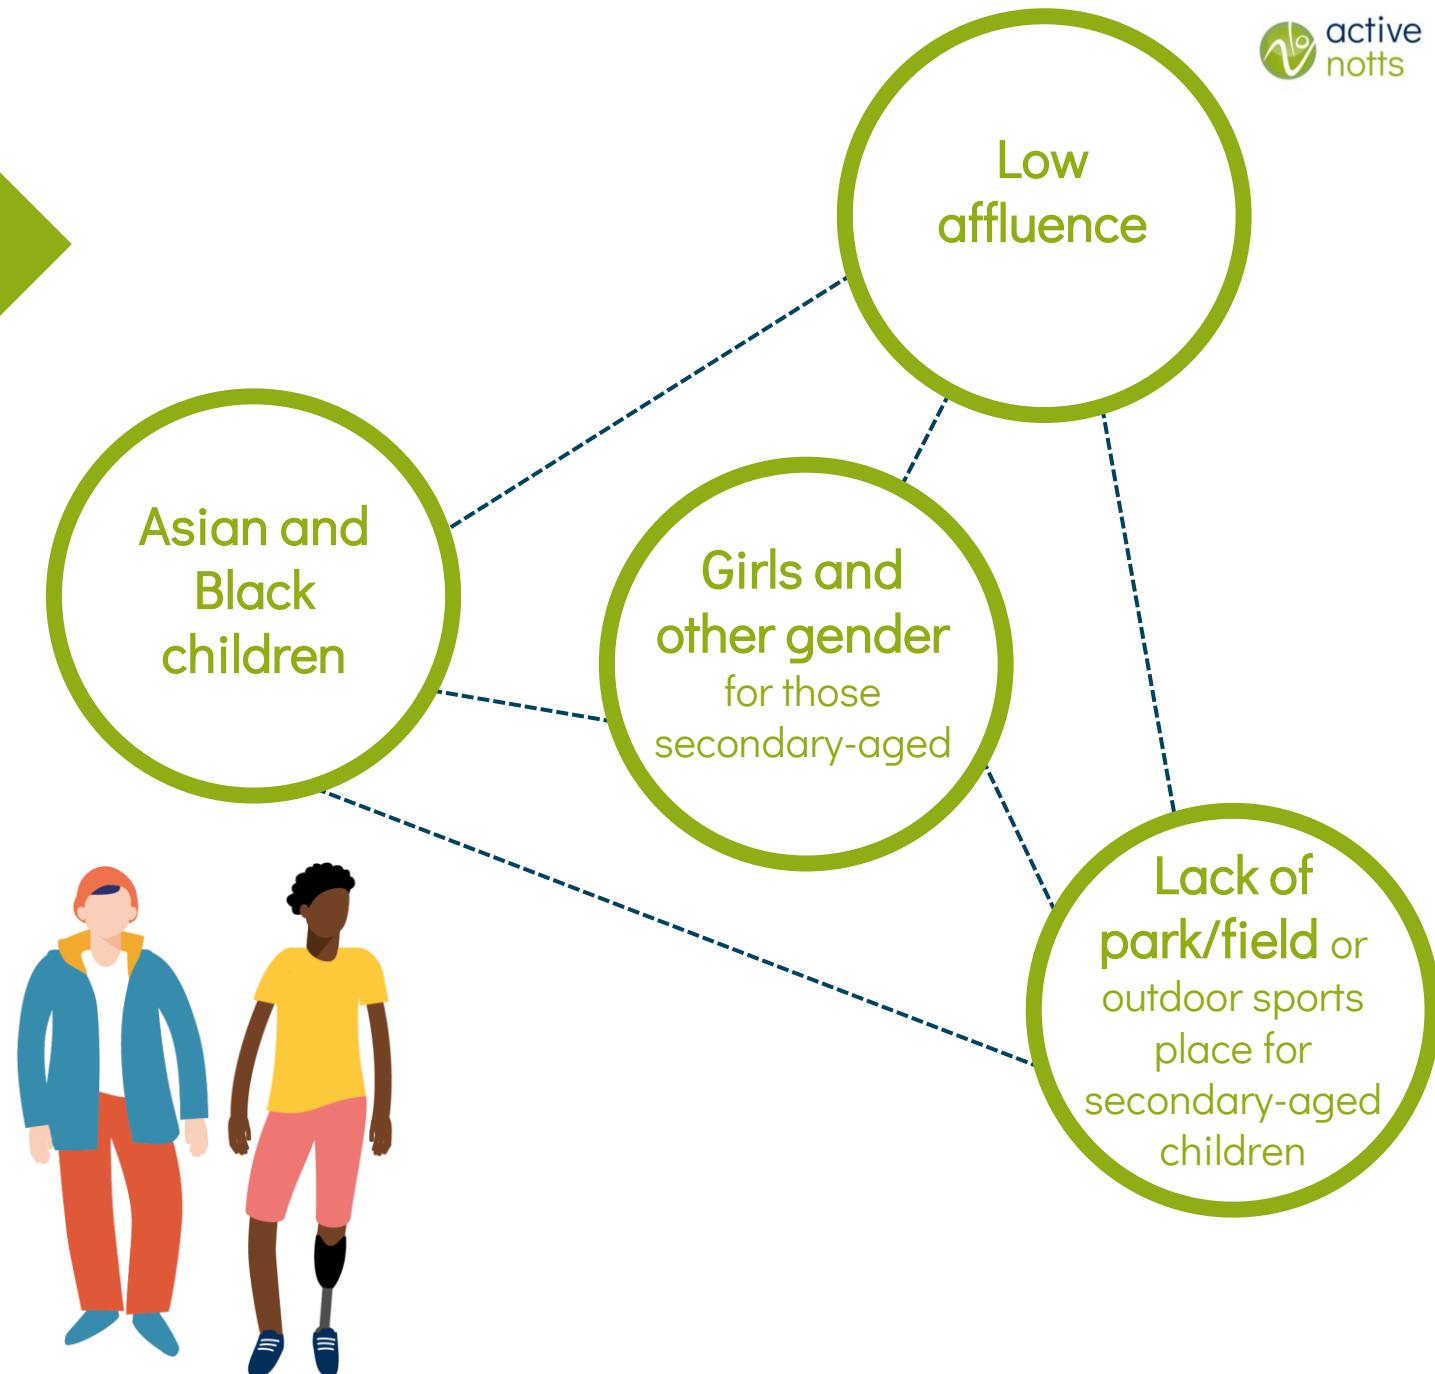 active
notts
Low
affluence
Asian and
Black
children
Girls and
other gender
for those
secondary-aged
Lack of
park/field or
outdoor sports
place for
secondary-aged
children